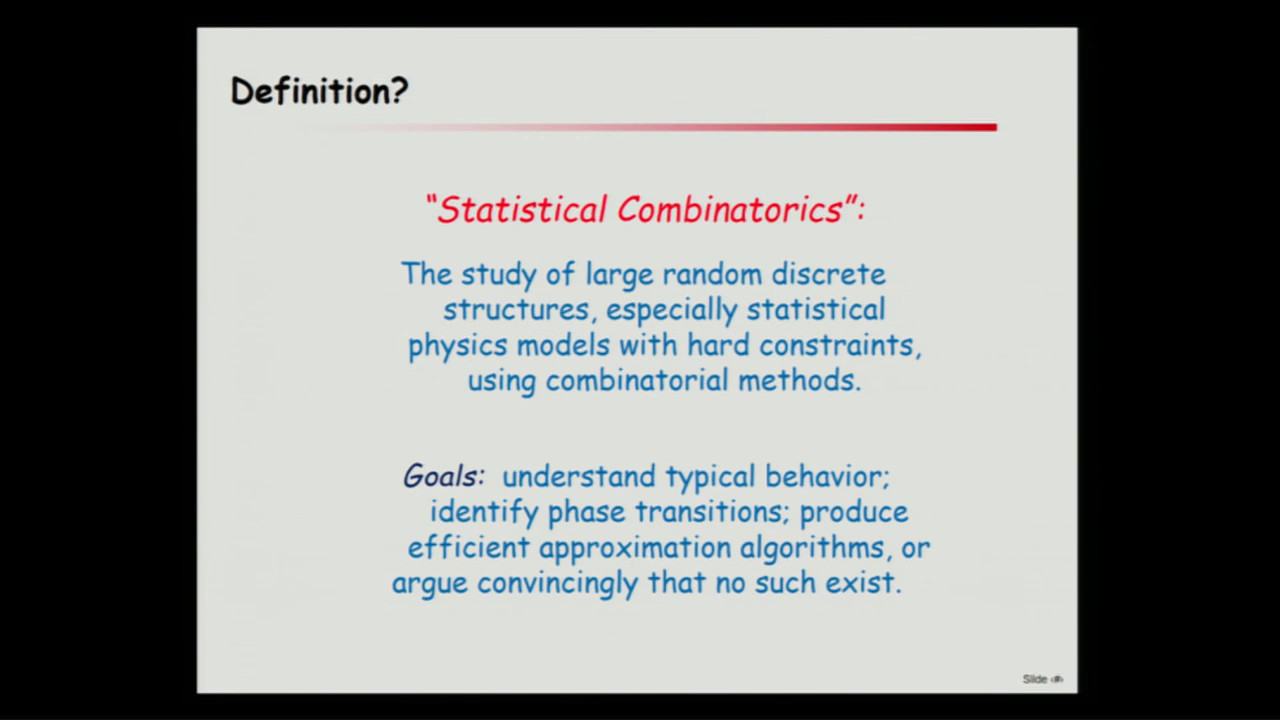 Definition?
“Statistical Combinatorics”:
The study of large random discrete
structures, especially statistical
physics models with hard constraints,
using combinatorial methods.
Goals: understand typical behavior;
identify phase transitions; produce
efficient approximation algorithms, or
argue convincingly that no such exist.
Slide ‹#›